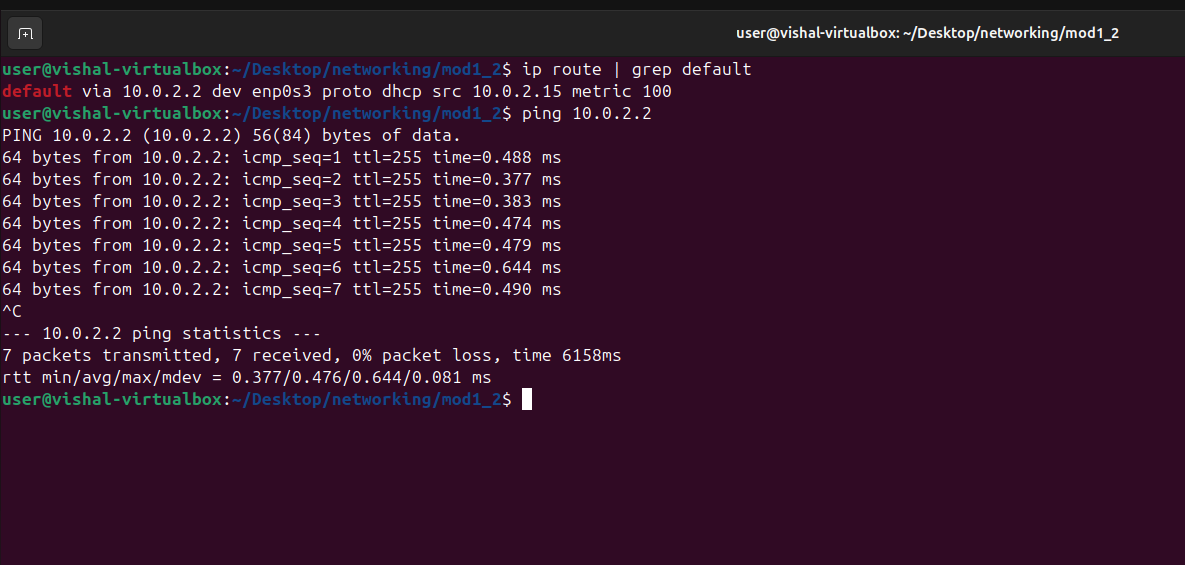 user@vishal-virtualbox: ~/Desktop/networking/mod1_2
user@vishal-virtualbox:~/Desktop/networking/mod1_2$ ip route | grep default
default via 10.0.2.2 dev enp0s3 proto dhcp src 10.0.2.15 metric 100
user@vishal-virtualbox:~/Desktop/networking/mod1_2$ ping 10.0.2.2
PING 10.0.2.2 (10.0.2.2) 56(84) bytes of data.
64 bytes from 10.0.2.2: icmp_seq=1 ttl=255 time=0.488 ms
64 bytes from 10.0.2.2: icmp_seq=2 ttl=255 time=0.377 ms
64 bytes from 10.0.2.2: icmp_seq=3 ttl=255 time=0.383 ms
64 bytes from 10.0.2.2: icmp_seq=4 ttl=255 time=0.474 ms
64 bytes from 10.0.2.2: icmp_seq=5 ttl=255 time=0.479 ms
64 bytes from 10.0.2.2: icmp_seq=6 ttl=255 time=0.644 ms
64 bytes from 10.0.2.2: icmp_seq=7 ttl=255 time=0.490 ms
^C
--- 10.0.2.2 ping statistics ---
7 packets transmitted, 7 received, 0% packet loss, time 6158ms
rtt min/avg/max/mdev = 0.377/0.476/0.644/0.081 ms
user@vishal-virtualbox:~/Desktop/networking/mod1_2$